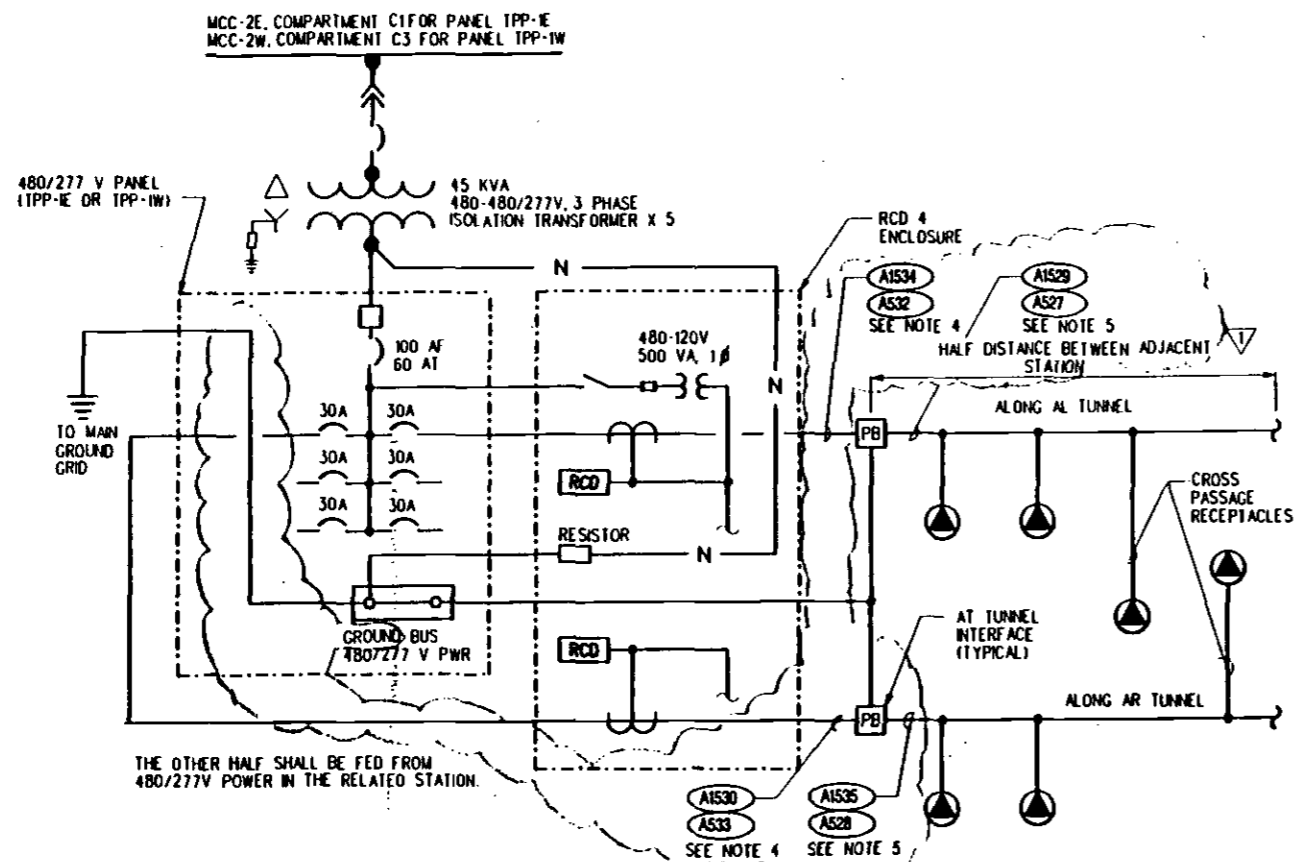 MCC-2E, COMPARTMENT C1 FOR PANEL TPP-1E
MCC-2W, COMPARTMENT C3 FOR PANEL TPP-1W
480/277 V PANEL
(TPP-1E OR TPP-1W)
45 KVA
480-480/277V, 3 PHASE
ISOLATION TRANSFORMER X 5
RCD 4
ENCLOSURE
N
A1534
A532
SEE NOTE 4
A1529
A527
SEE NOTE 5
1
HALF DISTANCE BETWEEN ADJACENT
STATION
100 AF
60 AT
480-120V
500 VA, 1Ø
N
TO MAIN
GROUND
GRID
30A
30A
30A
30A
30A
30A
RCD
PB
ALONG AL TUNNEL
CROSS
PASSAGE
RECEPTACLES
RESISTOR
N
GROUND BUS
480/277 V PWR
RCD
AT TUNNEL
INTERFACE
(TYPICAL)
PB
ALONG AR TUNNEL
THE OTHER HALF SHALL BE FED FROM
480/277V POWER IN THE RELATED STATION.
A1530
A533
SEE NOTE 4
A1535
A528
SEE NOTE 5